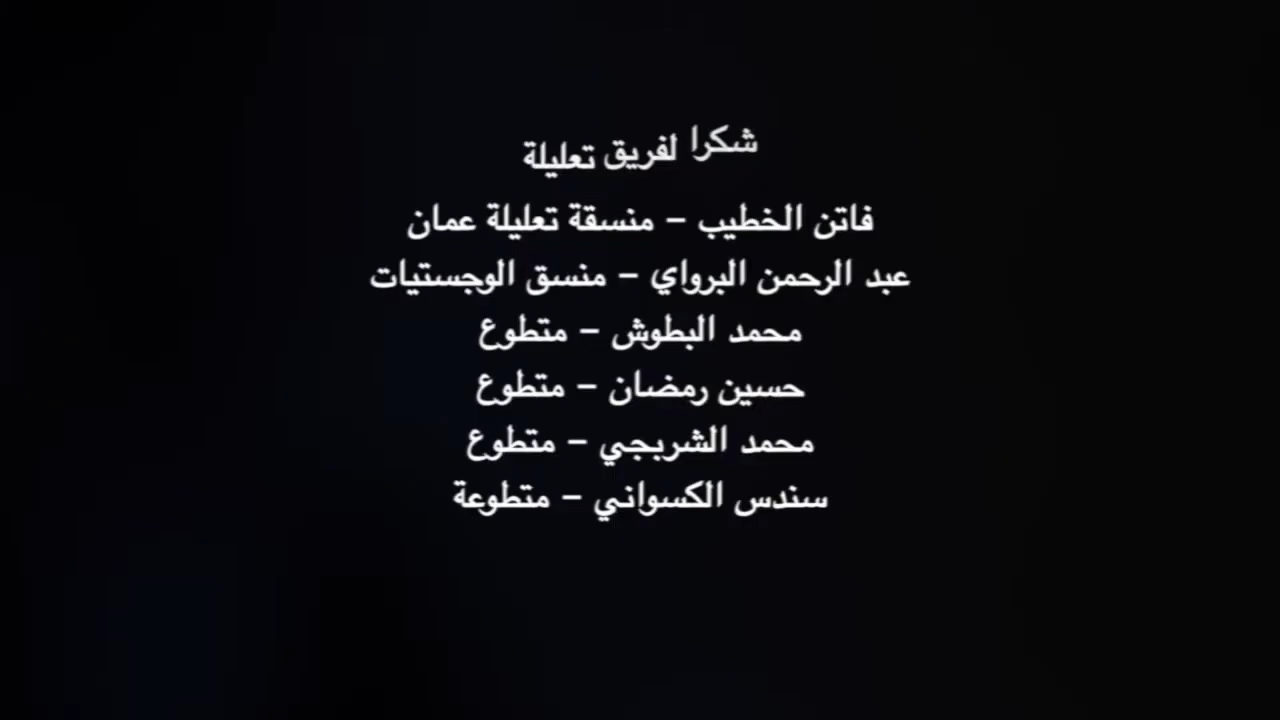 شكرا لفريق تعليلة
فاتن الخطيب – منسقة تعليلة عمان
عبد الرحمن البرواي – منسق الوجستيات
محمد البطوش – متطوع
حسين رمضان – متطوع
محمد الشربجي – متطوع
سندس الكسواني – متطوعة